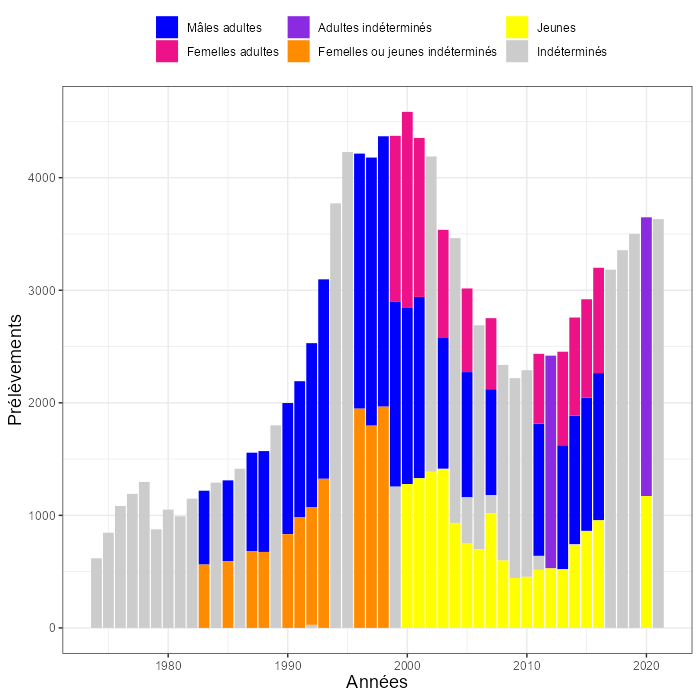 Mâles adultes Adultes indéterminés Jeunes
Femelles adultes Femelles ou jeunes indéterminés Indéterminés
Prélèvements
4000
3000
2000
1000
0
1980 1990 2000 2010 2020
Années